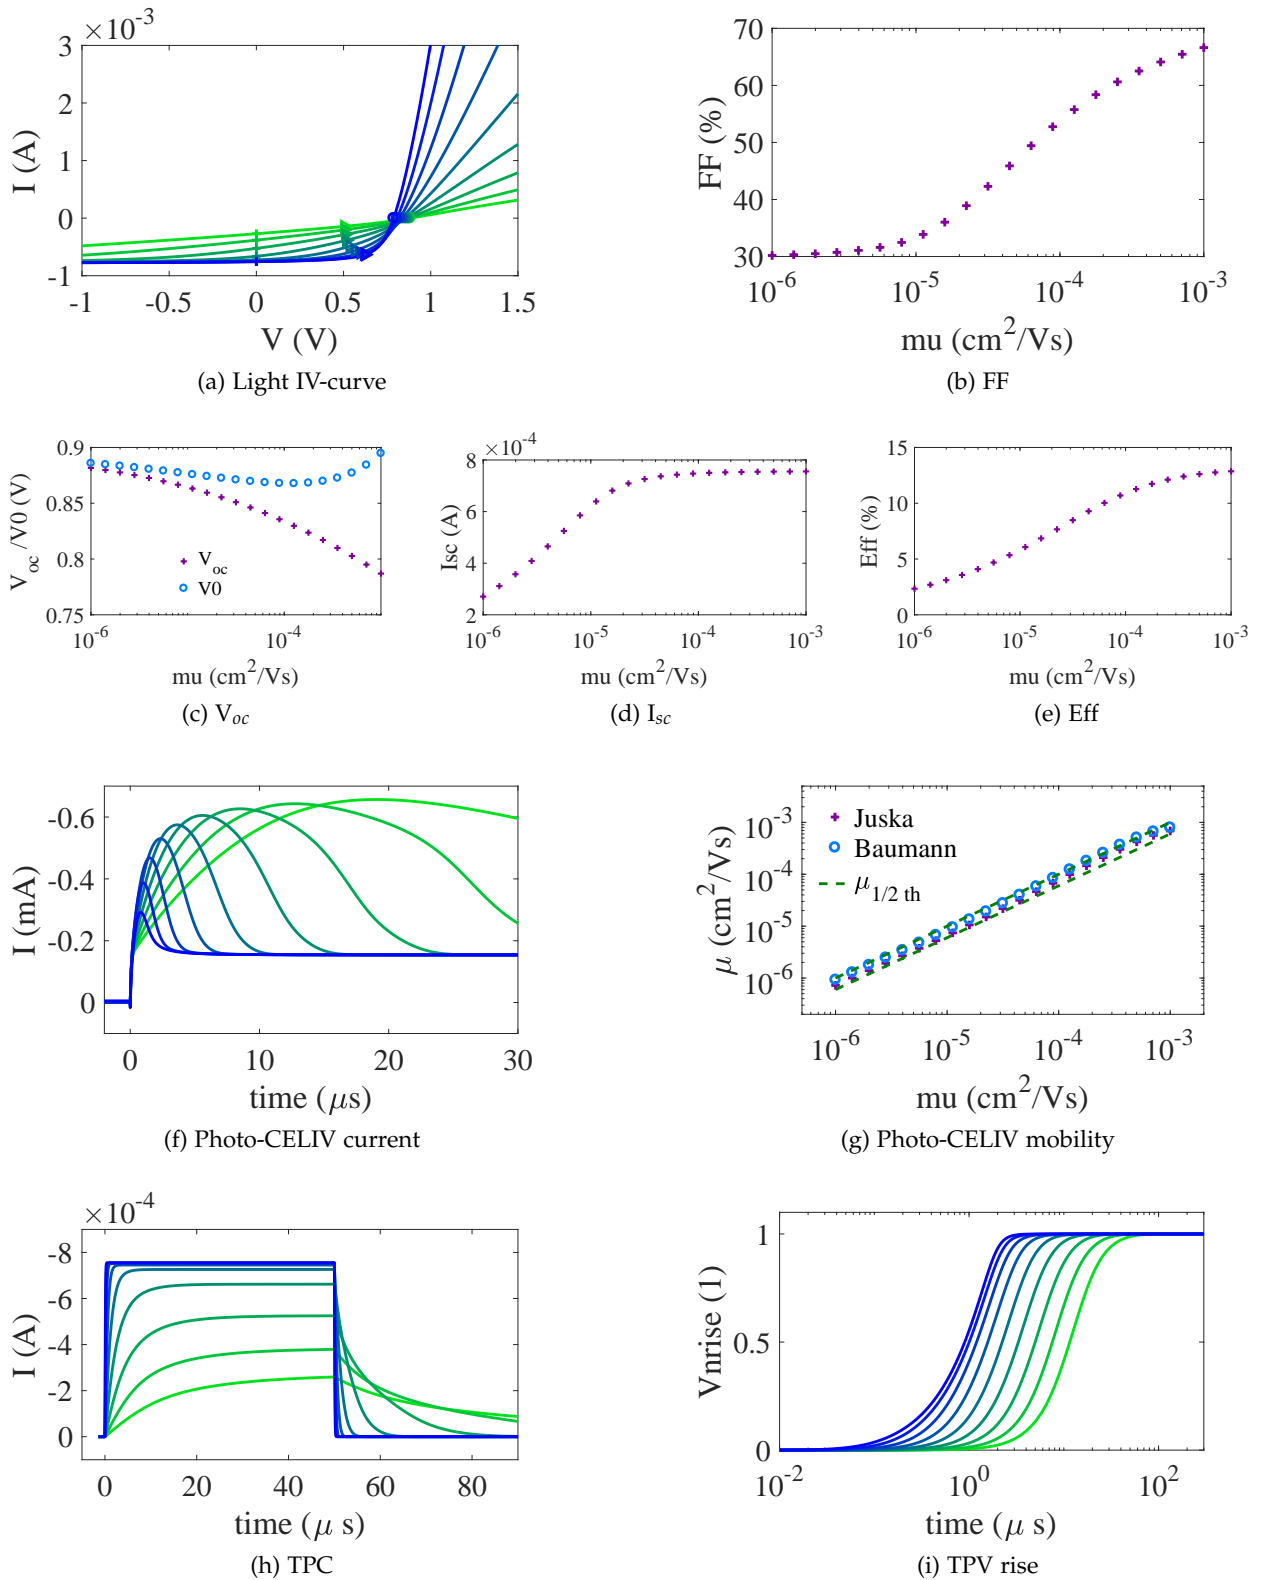 ×10⁻³
3
2
1
0
-1
I (A)
-1 -0.5 0 0.5 1 1.5
V (V)
(a) Light IV-curve
70
60
50
40
30
FF (%)
10⁻⁶ 10⁻⁵ 10⁻⁴ 10⁻³
mu (cm²/Vs)
(b) FF
0.9
0.85
0.8
0.75
V_oc /V0 (V)
V_oc
V0
10⁻⁶ 10⁻⁴
mu (cm²/Vs)
(c) V_oc
×10⁻⁴
8
6
4
2
Isc (A)
10⁻⁶ 10⁻⁵ 10⁻⁴ 10⁻³
mu (cm²/Vs)
(d) I_sc
15
10
5
0
Eff (%)
10⁻⁶ 10⁻⁵ 10⁻⁴ 10⁻³
mu (cm²/Vs)
(e) Eff
-0.6
-0.4
-0.2
0
I (mA)
0 10 20 30
time (μs)
(f) Photo-CELIV current
10⁻³
10⁻⁴
10⁻⁵
10⁻⁶
μ (cm²/Vs)
Juska
Baumann
μ_1/2 th
10⁻⁶ 10⁻⁵ 10⁻⁴ 10⁻³
mu (cm²/Vs)
(g) Photo-CELIV mobility
×10⁻⁴
-8
-6
-4
-2
0
I (A)
0 20 40 60 80
time (μ s)
(h) TPC
1
0.5
0
Vnrise (1)
10⁻² 10⁰ 10²
time (μ s)
(i) TPV rise